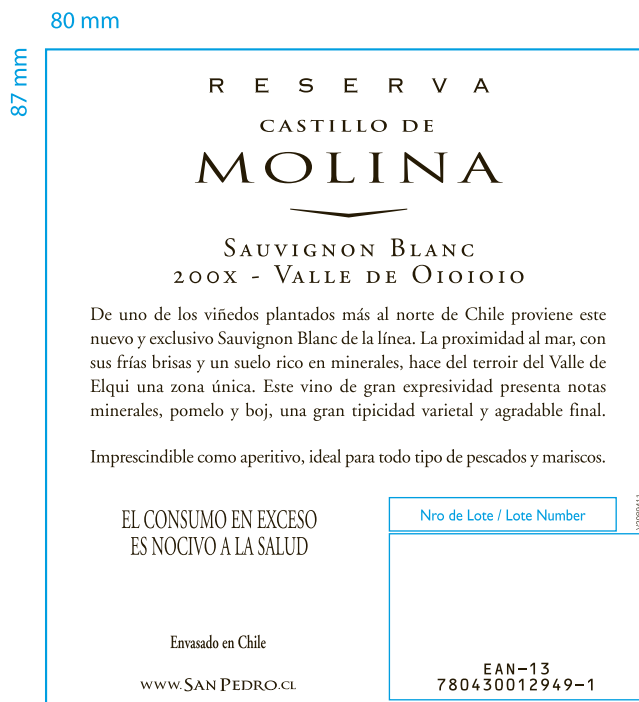 80 mm
87 mm
RESERVA
CASTILLO DE
MOLINA
SAUVIGNON BLANC
200X - VALLE DE OIOIOIO
De uno de los viñedos plantados más al norte de Chile proviene este
nuevo y exclusivo Sauvignon Blanc de la línea. La proximidad al mar, con
sus frías brisas y un suelo rico en minerales, hace del terroir del Valle de
Elqui una zona única. Este vino de gran expresividad presenta notas
minerales, pomelo y boj, una gran tipicidad varietal y agradable final.
Imprescindible como aperitivo, ideal para todo tipo de pescados y mariscos.
EL CONSUMO EN EXCESO
ES NOCIVO A LA SALUD
Nro de Lote / Lote Number
Envasado en Chile
WWW.SAN PEDRO.CL
EAN-13
780430012949-1